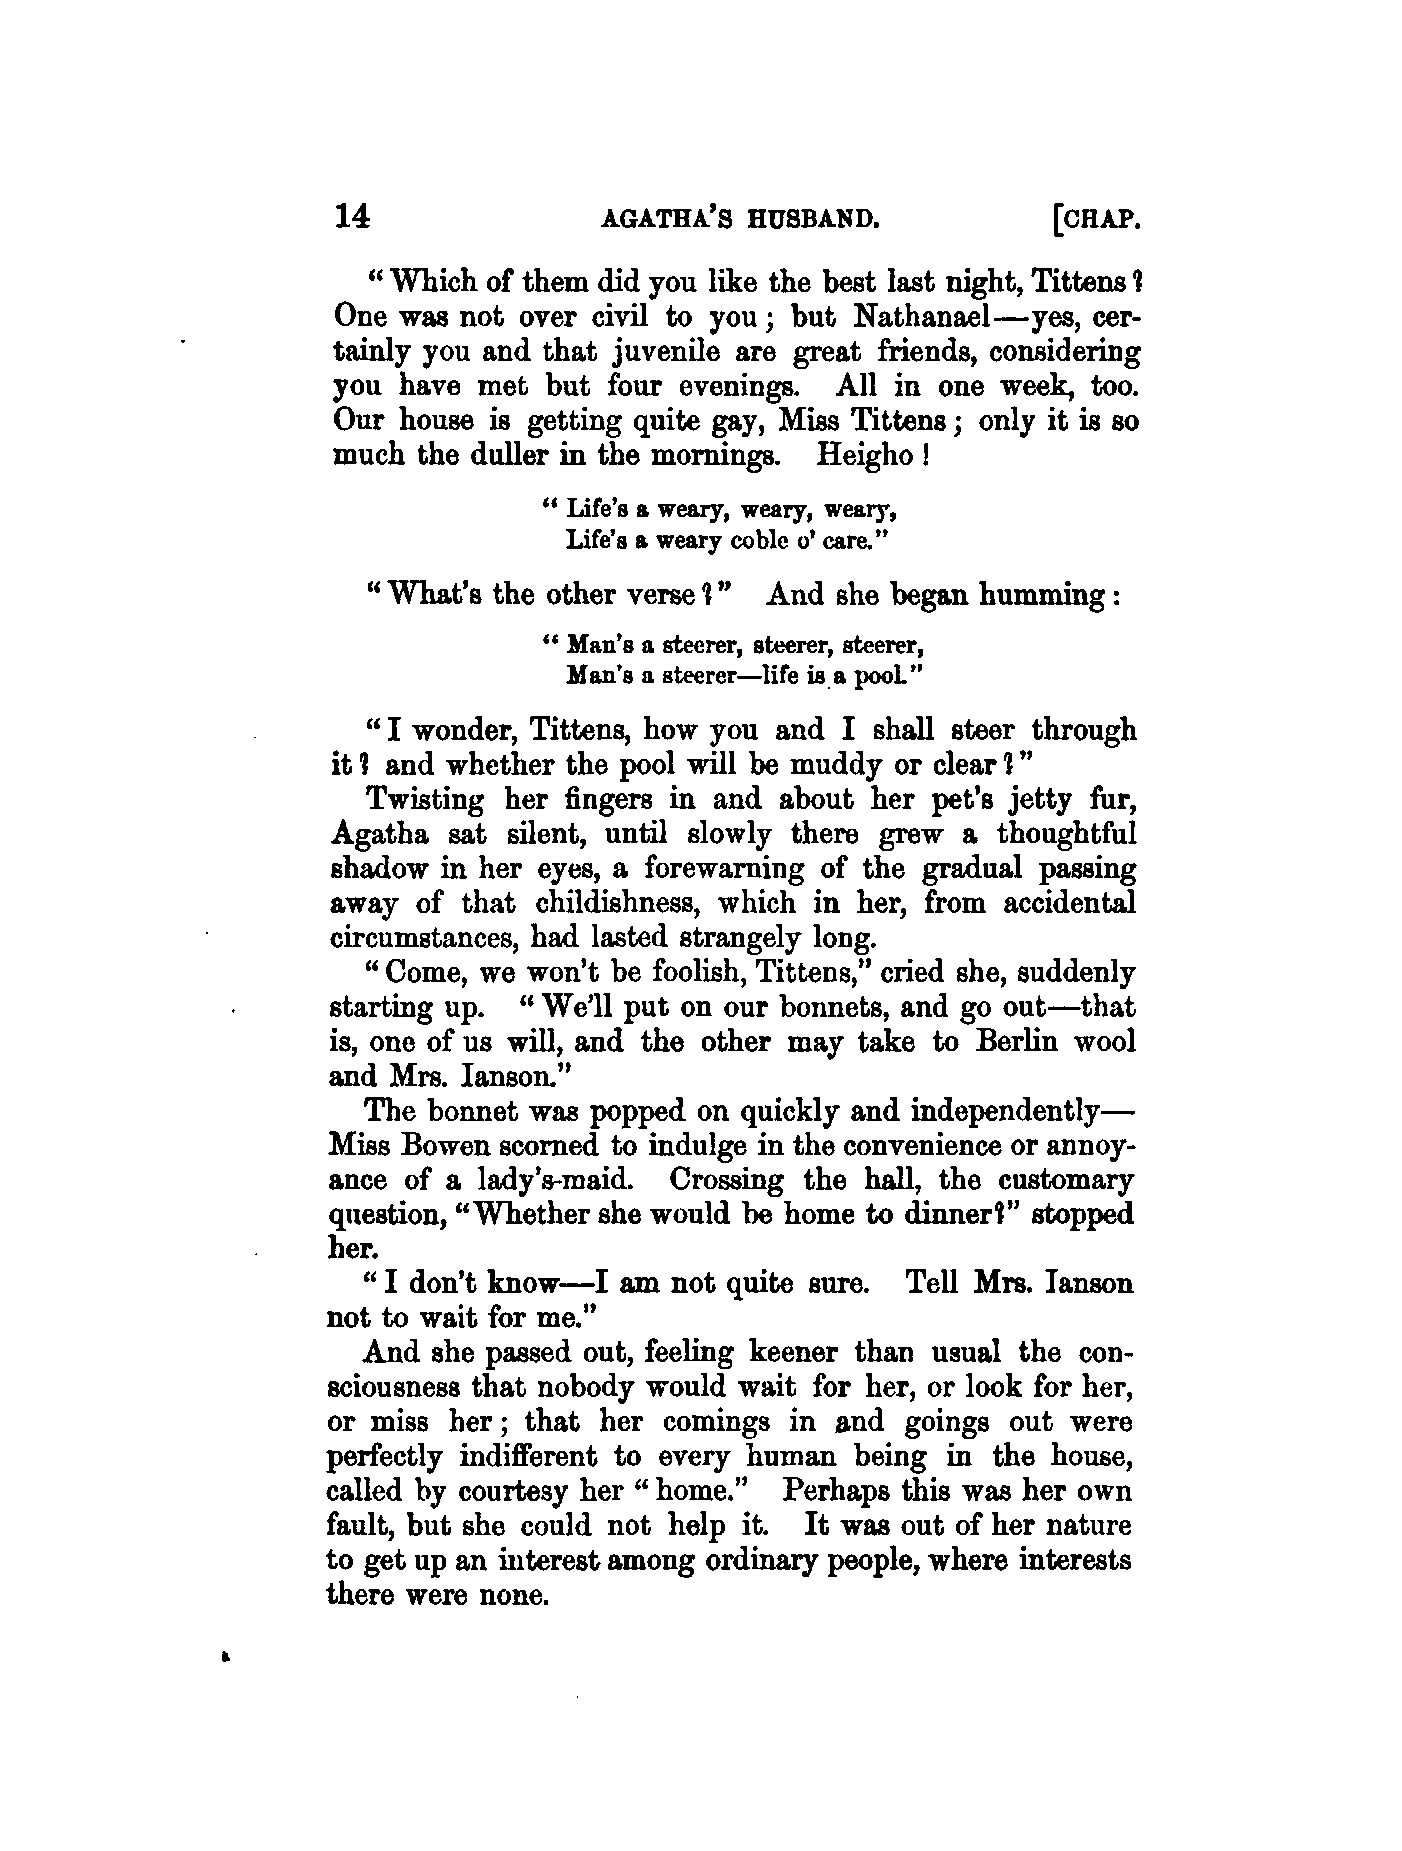 14 AGATHA'S HUSBAND. [CHAP.
"Which of them did you like the best last night, Tittens?
One was not over civil to you; but Nathanael—yes, cer-
tainly you and that juvenile are great friends, considering
you have met but four evenings. All in one week, too.
Our house is getting quite gay, Miss Tittens; only it is so
much the duller in the mornings. Heigho!
"Life's a weary, weary, weary,
Life's a weary coble o' care."
"What's the other verse?" And she began humming:
"Man's a steerer, steerer, steerer,
Man's a steerer—life is a pool."
"I wonder, Tittens, how you and I shall steer through
it? and whether the pool will be muddy or clear?"
Twisting her fingers in and about her pet's jetty fur,
Agatha sat silent, until slowly there grew a thoughtful
shadow in her eyes, a forewarning of the gradual passing
away of that childishness, which in her, from accidental
circumstances, had lasted strangely long.
"Come, we won't be foolish, Tittens," cried she, suddenly
starting up. "We'll put on our bonnets, and go out—that
is, one of us will, and the other may take to Berlin wool
and Mrs. Ianson."
The bonnet was popped on quickly and independently—
Miss Bowen scorned to indulge in the convenience or annoy-
ance of a lady's-maid. Crossing the hall, the customary
question, "Whether she would be home to dinner?" stopped
her.
"I don't know—I am not quite sure. Tell Mrs. Ianson
not to wait for me."
And she passed out, feeling keener than usual the con-
sciousness that nobody would wait for her, or look for her,
or miss her; that her comings in and goings out were
perfectly indifferent to every human being in the house,
called by courtesy her "home." Perhaps this was her own
fault, but she could not help it. It was out of her nature
to get up an interest among ordinary people, where interests
there were none.